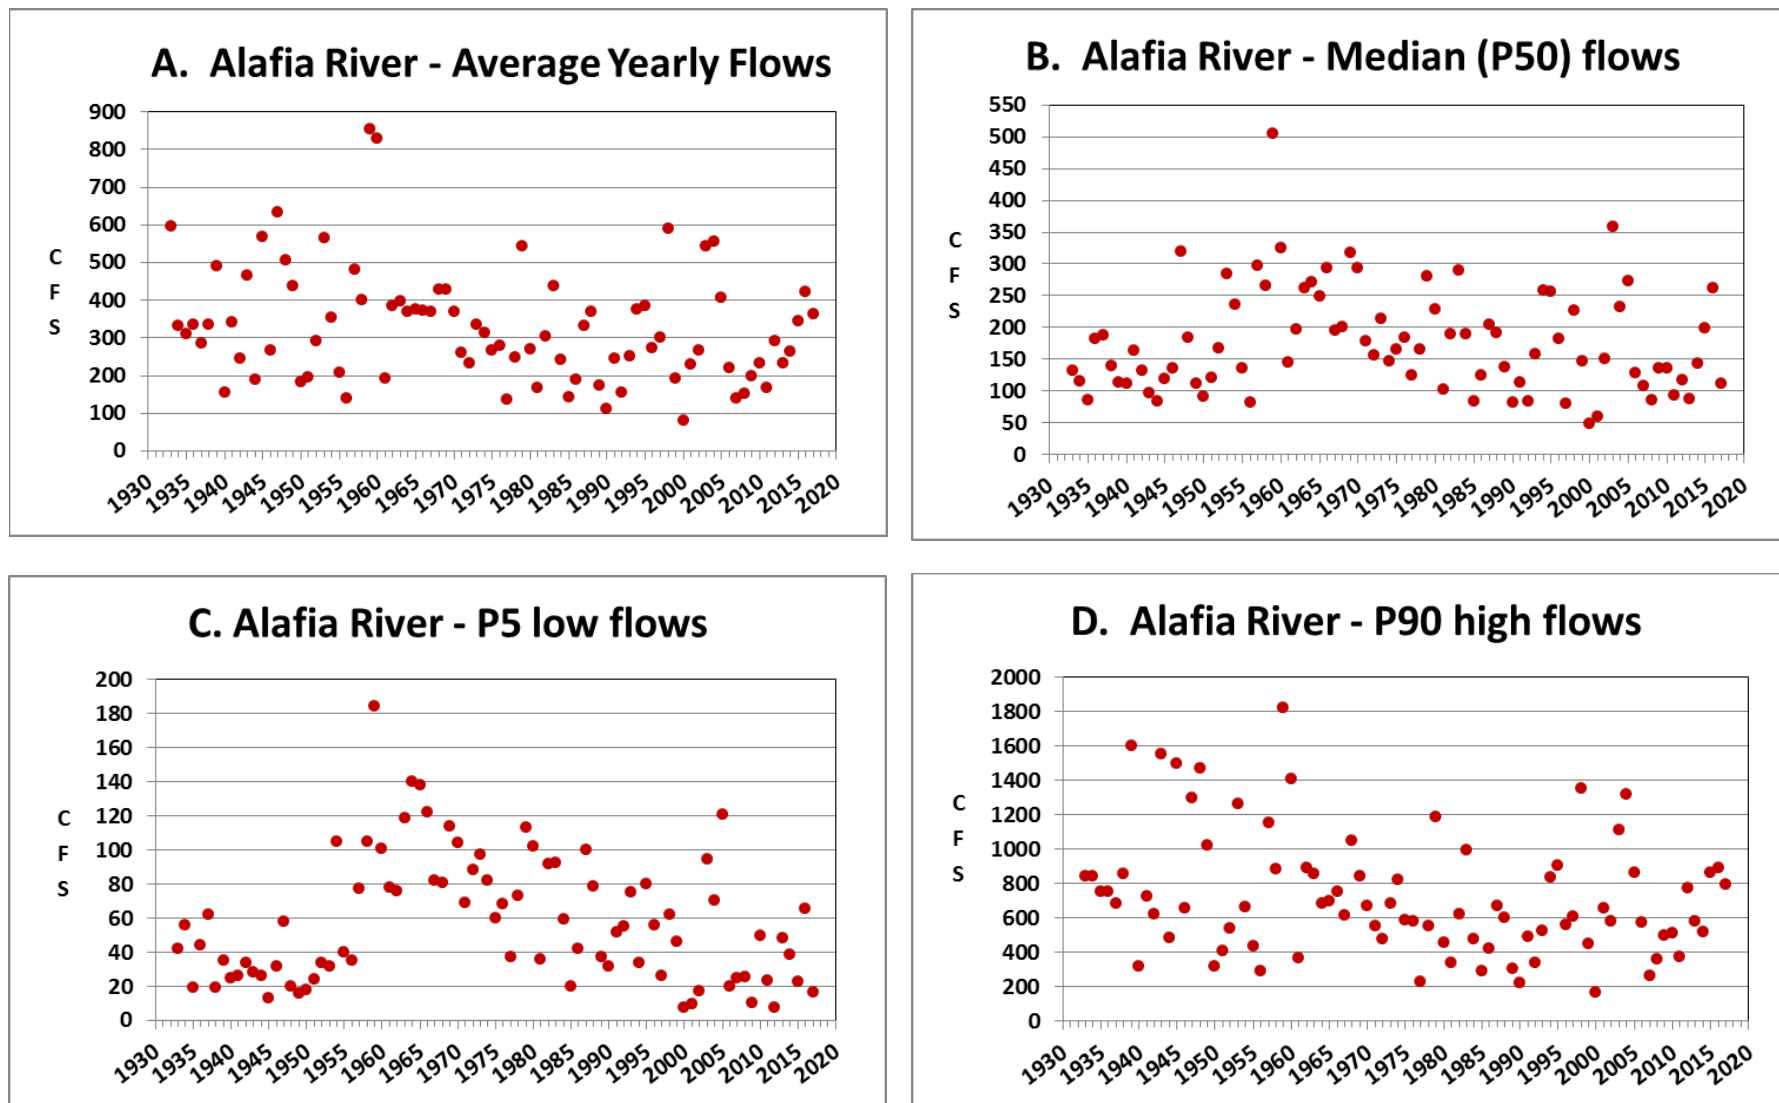 A.  Alafia River - Average Yearly Flows
900
800
700
600
500
400
300
200
100
0
C
F
S
1930 1935 1940 1945 1950 1955 1960 1965 1970 1975 1980 1985 1990 1995 2000 2005 2010 2015 2020
B.  Alafia River - Median (P50) flows
550
500
450
400
350
300
250
200
150
100
50
0
C
F
S
1930 1935 1940 1945 1950 1955 1960 1965 1970 1975 1980 1985 1990 1995 2000 2005 2010 2015 2020
C. Alafia River - P5 low flows
200
180
160
140
120
100
80
60
40
20
0
C
F
S
1930 1935 1940 1945 1950 1955 1960 1965 1970 1975 1980 1985 1990 1995 2000 2005 2010 2015 2020
D.  Alafia River - P90 high flows
2000
1800
1600
1400
1200
1000
800
600
400
200
0
C
F
S
1930 1935 1940 1945 1950 1955 1960 1965 1970 1975 1980 1985 1990 1995 2000 2005 2010 2015 2020